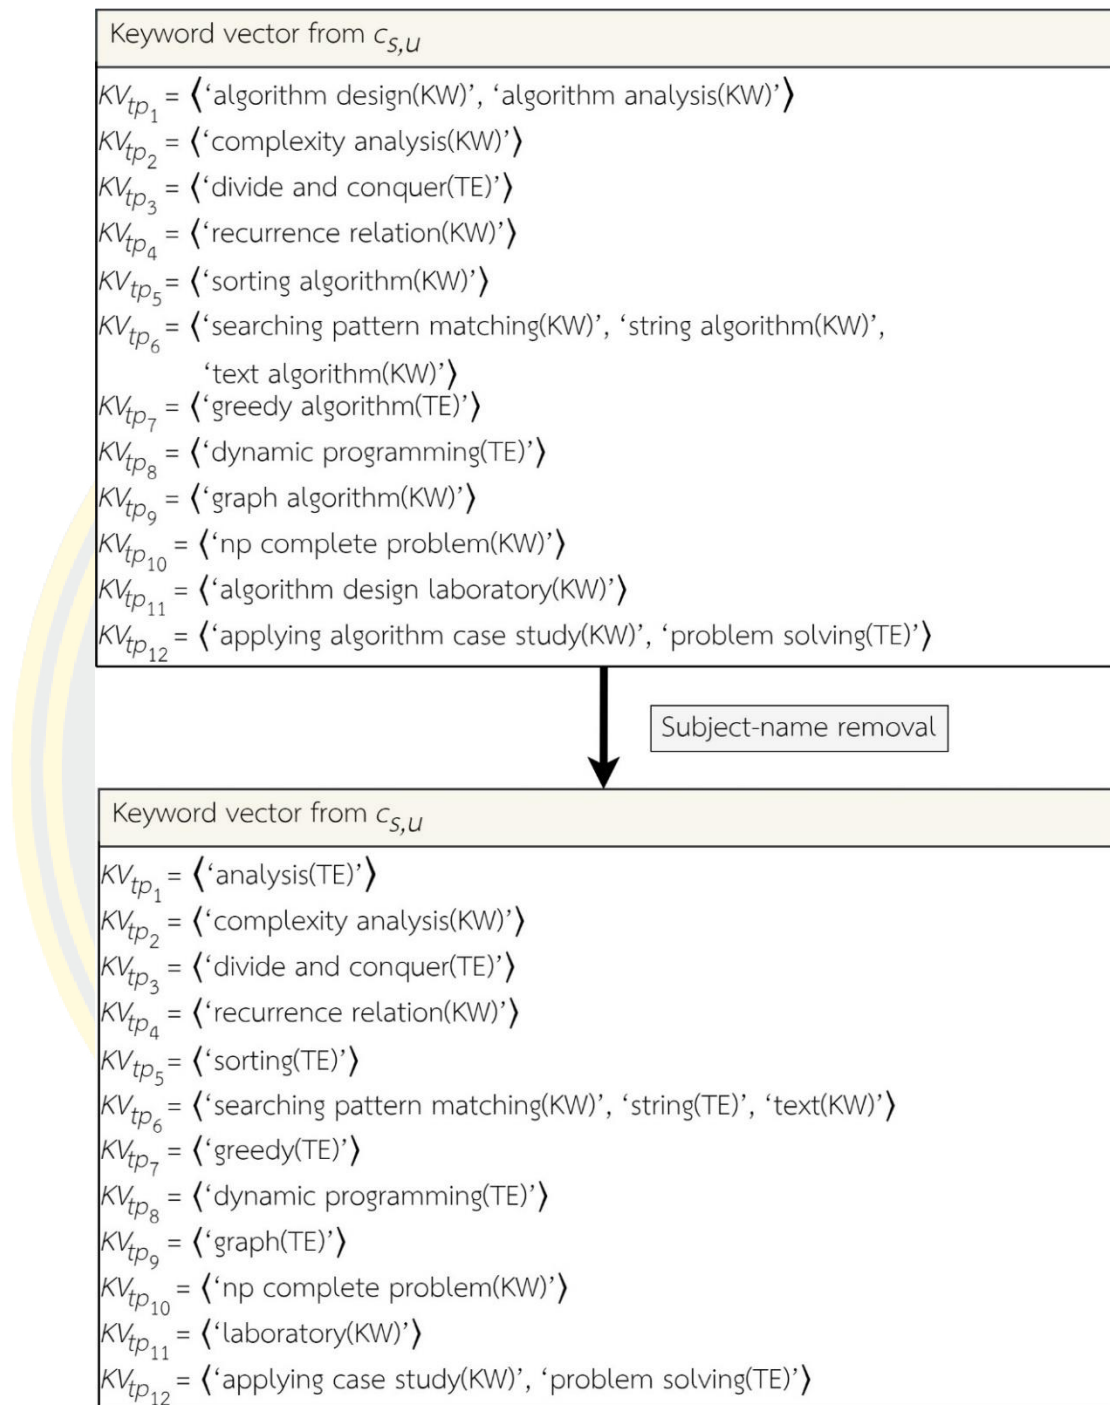 Keyword vector from c_{s,u}
KV_{tp_1} = ⟨‘algorithm design(KW)’, ‘algorithm analysis(KW)’⟩
KV_{tp_2} = ⟨‘complexity analysis(KW)’⟩
KV_{tp_3} = ⟨‘divide and conquer(TE)’⟩
KV_{tp_4} = ⟨‘recurrence relation(KW)’⟩
KV_{tp_5} = ⟨‘sorting algorithm(KW)’⟩
KV_{tp_6} = ⟨‘searching pattern matching(KW)’, ‘string algorithm(KW)’,
‘text algorithm(KW)’⟩
KV_{tp_7} = ⟨‘greedy algorithm(TE)’⟩
KV_{tp_8} = ⟨‘dynamic programming(TE)’⟩
KV_{tp_9} = ⟨‘graph algorithm(KW)’⟩
KV_{tp_10} = ⟨‘np complete problem(KW)’⟩
KV_{tp_11} = ⟨‘algorithm design laboratory(KW)’⟩
KV_{tp_12} = ⟨‘applying algorithm case study(KW)’, ‘problem solving(TE)’⟩
Subject-name removal
Keyword vector from c_{s,u}
KV_{tp_1} = ⟨‘analysis(TE)’⟩
KV_{tp_2} = ⟨‘complexity analysis(KW)’⟩
KV_{tp_3} = ⟨‘divide and conquer(TE)’⟩
KV_{tp_4} = ⟨‘recurrence relation(KW)’⟩
KV_{tp_5} = ⟨‘sorting(TE)’⟩
KV_{tp_6} = ⟨‘searching pattern matching(KW)’, ‘string(TE)’, ‘text(KW)’⟩
KV_{tp_7} = ⟨‘greedy(TE)’⟩
KV_{tp_8} = ⟨‘dynamic programming(TE)’⟩
KV_{tp_9} = ⟨‘graph(TE)’⟩
KV_{tp_10} = ⟨‘np complete problem(KW)’⟩
KV_{tp_11} = ⟨‘laboratory(KW)’⟩
KV_{tp_12} = ⟨‘applying case study(KW)’, ‘problem solving(TE)’⟩